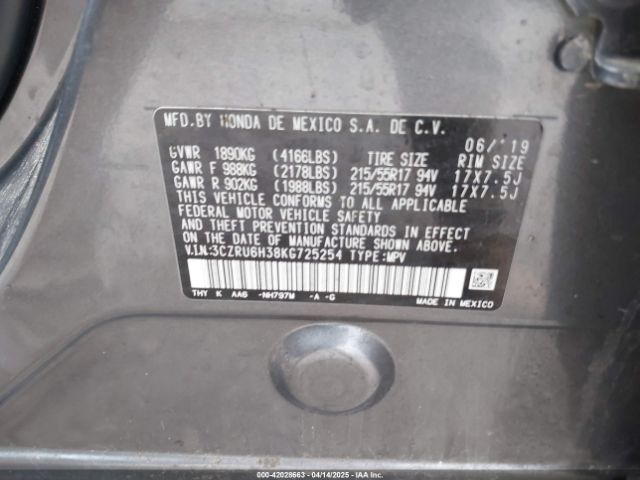 MFD. BY HONDA DE MEXICO S.A. DE C.V.
06/'19
GVWR 1890KG (4166LBS) TIRE SIZE RIM SIZE
GAWR F 988KG (2178LBS) 215/55R17 94V 17X7.5J
GAWR R 902KG (1988LBS) 215/55R17 94V 17X7.5J
THIS VEHICLE CONFORMS TO ALL APPLICABLE
FEDERAL MOTOR VEHICLE SAFETY
AND THEFT PREVENTION STANDARDS IN EFFECT
ON THE DATE OF MANUFACTURE SHOWN ABOVE.
V.I.N.:3CZRU6H38KG725254 TYPE:MPV
THY K AA6 -NH797M -A -G
MADE IN MEXICO
000-42028663 - 04/14/2025 - IAAI, Inc.